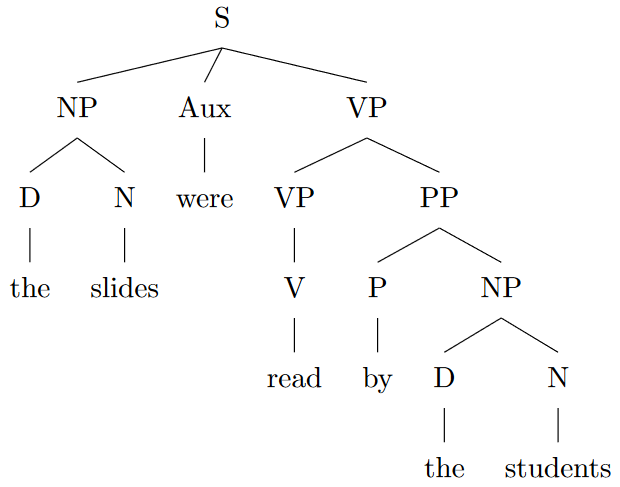 S
NP Aux VP
D N were VP PP
the slides V P NP
read by D N
the students